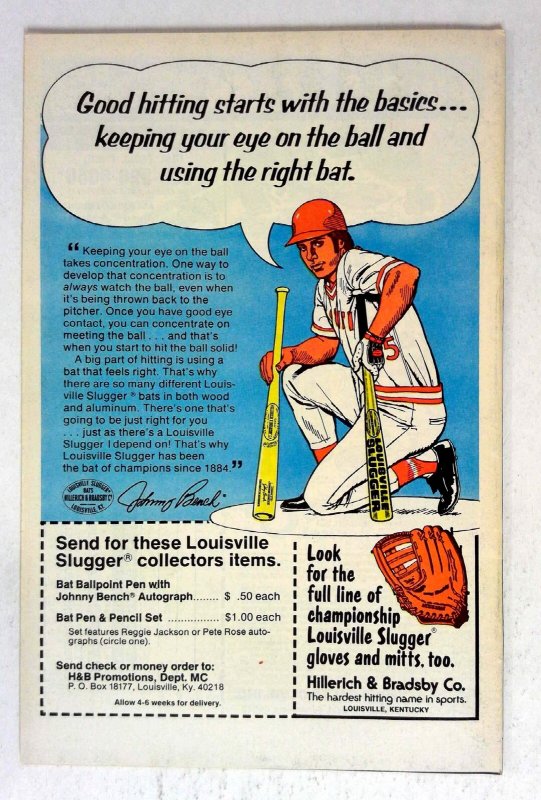 Good hitting starts with the basics...
keeping your eye on the ball and
using the right bat.
“ Keeping your eye on the ball
takes concentration. One way to
develop that concentration is to
always watch the ball, even when
it's being thrown back to the
pitcher. Once you have good eye
contact, you can concentrate on
meeting the ball . . . and that's
when you start to hit the ball solid!
A big part of hitting is using a
bat that feels right. That's why
there are so many different Louis-
ville Slugger® bats in both wood
and aluminum. There's one that's
going to be just right for you
. . . just as there's a Louisville
Slugger I depend on! That's why
Louisville Slugger has been
the bat of champions since 1884.”
LOUISVILLE SLUGGER
BATS
HILLERICH & BRADSBY Co
LOUISVILLE, KY.
Johnny Bench
5
LOUISVILLE
SLUGGER
Send for these Louisville
Slugger® collectors items.
Bat Ballpoint Pen with
Johnny Bench® Autograph....... $ .50 each
Bat Pen & Pencil Set ................ $1.00 each
Set features Reggie Jackson or Pete Rose auto-
graphs (circle one).
Send check or money order to:
H&B Promotions, Dept. MC
P. O. Box 18177, Louisville, Ky. 40218
Allow 4-6 weeks for delivery.
Look
for the
full line of
championship
Louisville Slugger®
gloves and mitts, too.
Hillerich & Bradsby Co.
The hardest hitting name in sports.
LOUISVILLE, KENTUCKY